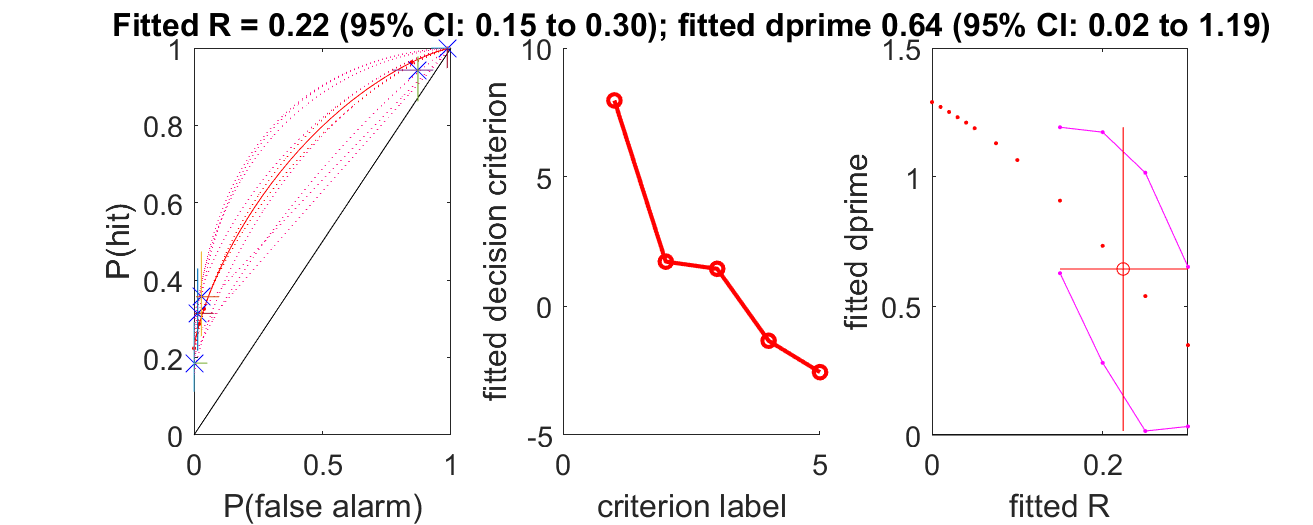 Fitted R = 0.22 (95% CI: 0.15 to 0.30); fitted dprime 0.64 (95% CI: 0.02 to 1.19)
P(hit)
1
0.8
0.6
0.4
0.2
0
0 0.5 1
P(false alarm)
fitted decision criterion
10
5
0
-5
0 5
criterion label
fitted dprime
1.5
1
0.5
0
0 0.2
fitted R